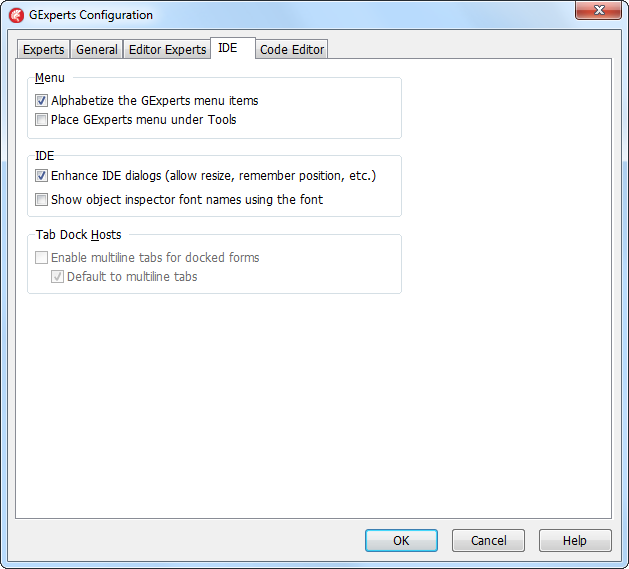 GExperts Configuration
Experts General Editor Experts IDE Code Editor
Menu
Alphabetize the GExperts menu items
Place GExperts menu under Tools
IDE
Enhance IDE dialogs (allow resize, remember position, etc.)
Show object inspector font names using the font
Tab Dock Hosts
Enable multiline tabs for docked forms
Default to multiline tabs
OK Cancel Help